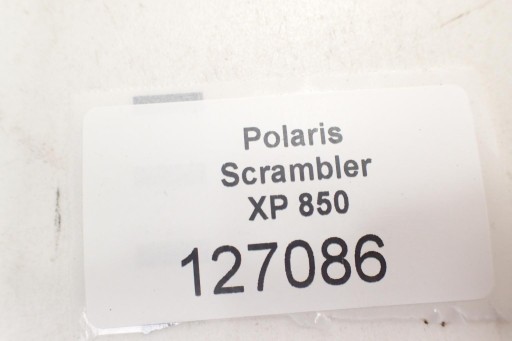 Polaris
Scrambler
XP 850
127086